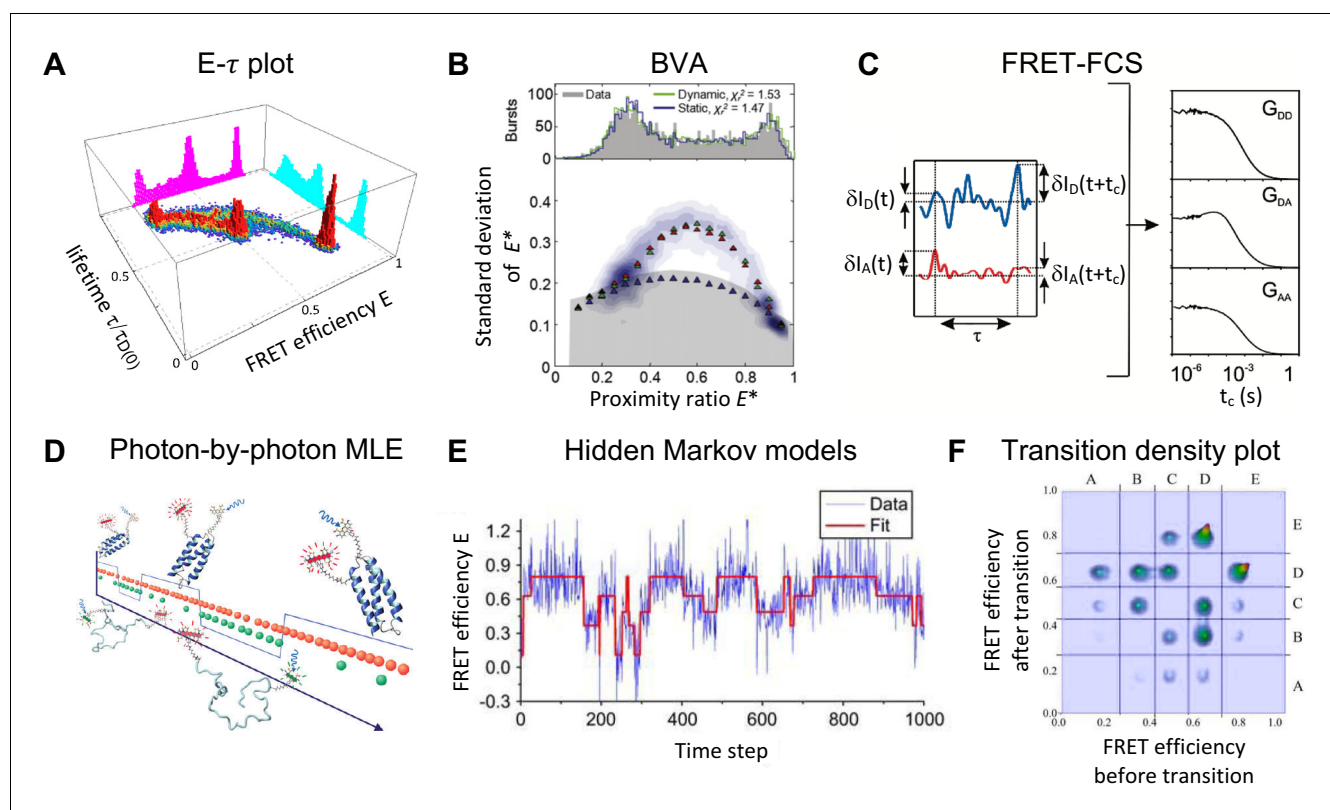 A
E-τ plot
lifetime τ/τD(0)
0.5
0
0
0.5
1
FRET efficiency E
B
BVA
Bursts
100
50
0
Data
Dynamic, χr² = 1.53
Static, χr² = 1.47
Standard deviation
of E*
0.4
0.3
0.2
0.1
0
0
0.2
0.4
0.6
0.8
1
Proximity ratio E*
C
FRET-FCS
δID(t)
δID(t+tc)
δIA(t)
δIA(t+tc)
τ
GDD
GDA
GAA
10-6
10-3
1
tc (s)
D
Photon-by-photon MLE
E
Hidden Markov models
FRET efficiency E
1.2
0.9
0.6
0.3
0.0
-0.3
Data
Fit
0
200
400
600
800
1000
Time step
F
Transition density plot
A
B
C
D
E
FRET efficiency
after transition
1.0
0.8
0.6
0.4
0.2
0.0
E
D
C
B
A
0.0
0.2
0.4
0.6
0.8
1.0
FRET efficiency
before transition